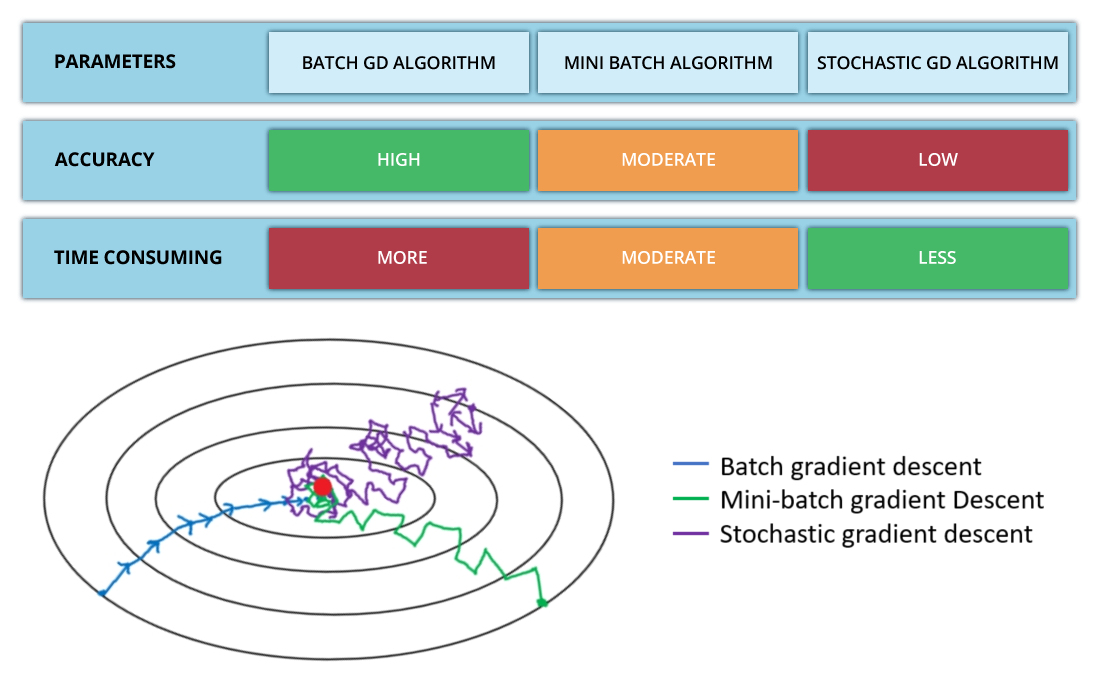 PARAMETERS BATCH GD ALGORITHM MINI BATCH ALGORITHM STOCHASTIC GD ALGORITHM
ACCURACY HIGH MODERATE LOW
TIME CONSUMING MORE MODERATE LESS
Batch gradient descent
Mini-batch gradient Descent
Stochastic gradient descent